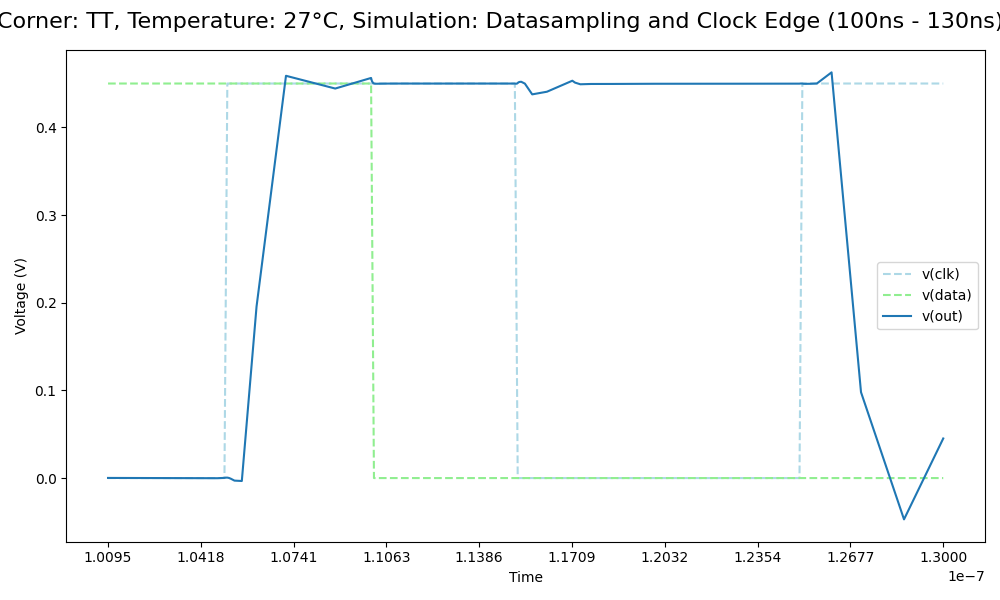 Corner: TT, Temperature: 27°C, Simulation: Datasampling and Clock Edge (100ns - 130ns)
Voltage (V)
0.4
0.3
0.2
0.1
0.0
v(clk)
v(data)
v(out)
1.0095 1.0418 1.0741 1.1063 1.1386 1.1709 1.2032 1.2354 1.2677 1.3000
Time
1e−7